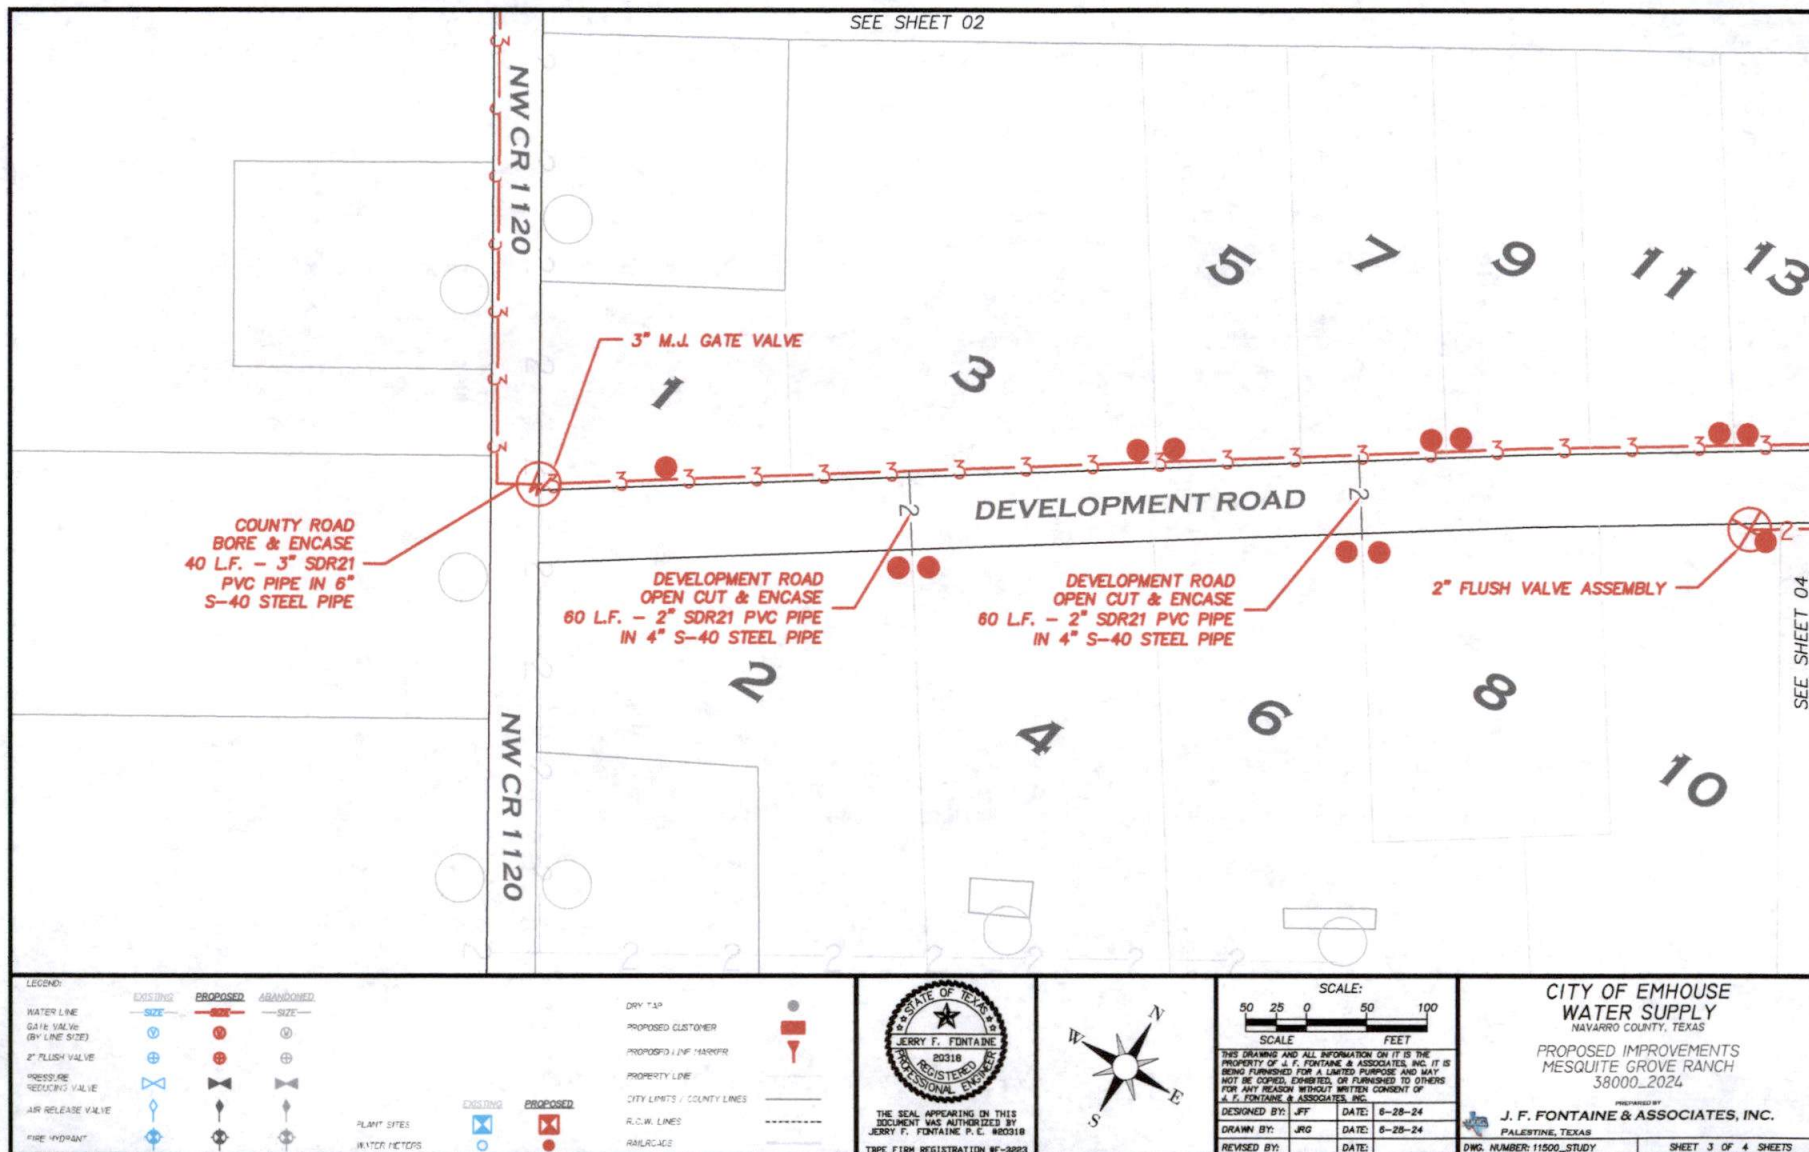 SEE SHEET 02
NW CR 1120
3" M.J. GATE VALVE
1
3
5
7
9
11
13
DEVELOPMENT ROAD
COUNTY ROAD
BORE & ENCASE
40 L.F. - 3" SDR21
PVC PIPE IN 6"
S-40 STEEL PIPE
DEVELOPMENT ROAD
OPEN CUT & ENCASE
60 L.F. - 2" SDR21 PVC PIPE
IN 4" S-40 STEEL PIPE
DEVELOPMENT ROAD
OPEN CUT & ENCASE
60 L.F. - 2" SDR21 PVC PIPE
IN 4" S-40 STEEL PIPE
2" FLUSH VALVE ASSEMBLY
SEE SHEET 04
2
4
6
8
10
NW CR 1120
LEGEND:
EXISTING PROPOSED ABANDONED
WATER LINE SIZE SIZE SIZE
GATE VALVE
(BY LINE SIZE)
2" FLUSH VALVE
PRESSURE
REDUCING VALVE
AIR RELEASE VALVE
FIRE HYDRANT
EXISTING PROPOSED
PLANT SITES
WATER METERS
DRY TAP
PROPOSED CUSTOMER
PROPOSED LINE MARKER
PROPERTY LINE
CITY LIMITS / COUNTY LINES
R.O.W. LINES
RAILROADS
STATE OF TEXAS
JERRY F. FONTAINE
20318
REGISTERED
PROFESSIONAL ENGINEER
THE SEAL APPEARING ON THIS
DOCUMENT WAS AUTHORIZED BY
JERRY F. FONTAINE P.E. #20318
TBPE FIRM REGISTRATION #F-3223
N
W
E
S
SCALE:
50 25 0 50 100
SCALE FEET
THIS DRAWING AND ALL INFORMATION ON IT IS THE
PROPERTY OF J. F. FONTAINE & ASSOCIATES, INC. IT IS
BEING FURNISHED FOR A LIMITED PURPOSE AND MAY
NOT BE COPIED, EXHIBITED, OR FURNISHED TO OTHERS
FOR ANY REASON WITHOUT WRITTEN CONSENT OF
J. F. FONTAINE & ASSOCIATES, INC.
DESIGNED BY: JFF DATE: 6-28-24
DRAWN BY: JRG DATE: 6-28-24
REVISED BY: DATE:
CITY OF EMHOUSE
WATER SUPPLY
NAVARRO COUNTY, TEXAS
PROPOSED IMPROVEMENTS
MESQUITE GROVE RANCH
38000_2024
PREPARED BY
J. F. FONTAINE & ASSOCIATES, INC.
PALESTINE, TEXAS
DWG. NUMBER: 11500_STUDY SHEET 3 OF 4 SHEETS